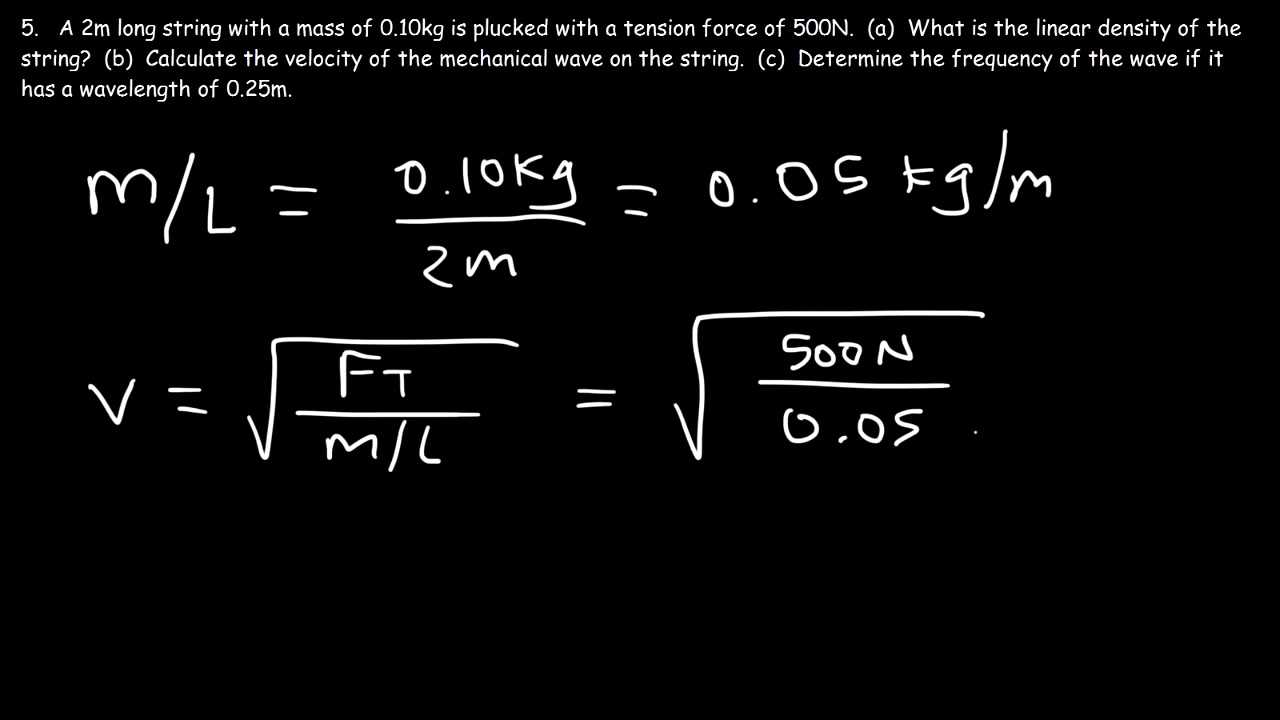 5. A 2m long string with a mass of 0.10kg is plucked with a tension force of 500N. (a) What is the linear density of the
string? (b) Calculate the velocity of the mechanical wave on the string. (c) Determine the frequency of the wave if it
has a wavelength of 0.25m.
m/L = 0.10kg / 2m = 0.05 kg/m
v = √(FT / m/L) = √(500N / 0.05)